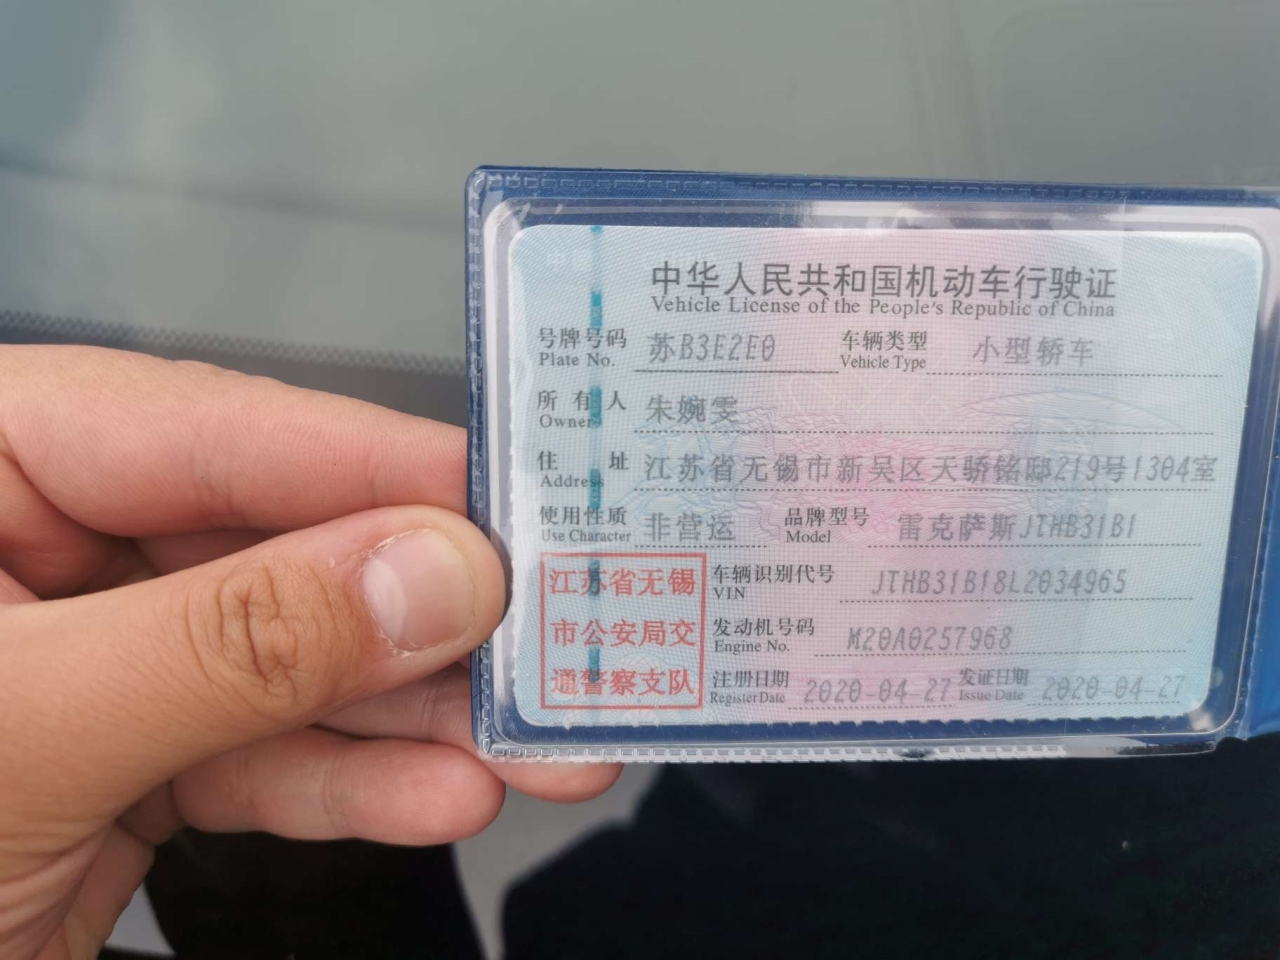 中华人民共和国机动车行驶证
Vehicle License of the People's Republic of China
号牌号码 苏B3E2E0 车辆类型 小型轿车
Plate No. Vehicle Type
所有人 朱婉雯
Owner
住址 江苏省无锡市新吴区天骄铭邸219号1304室
Address
使用性质 非营运 品牌型号 雷克萨斯JTHB31B1
Use Character Model
江苏省无锡
市公安局交
通警察支队
车辆识别代号 JTHB31B18L2034965
VIN
发动机号码 M20A0257968
Engine No.
注册日期 2020-04-27 发证日期 2020-04-27
Register Date Issue Date